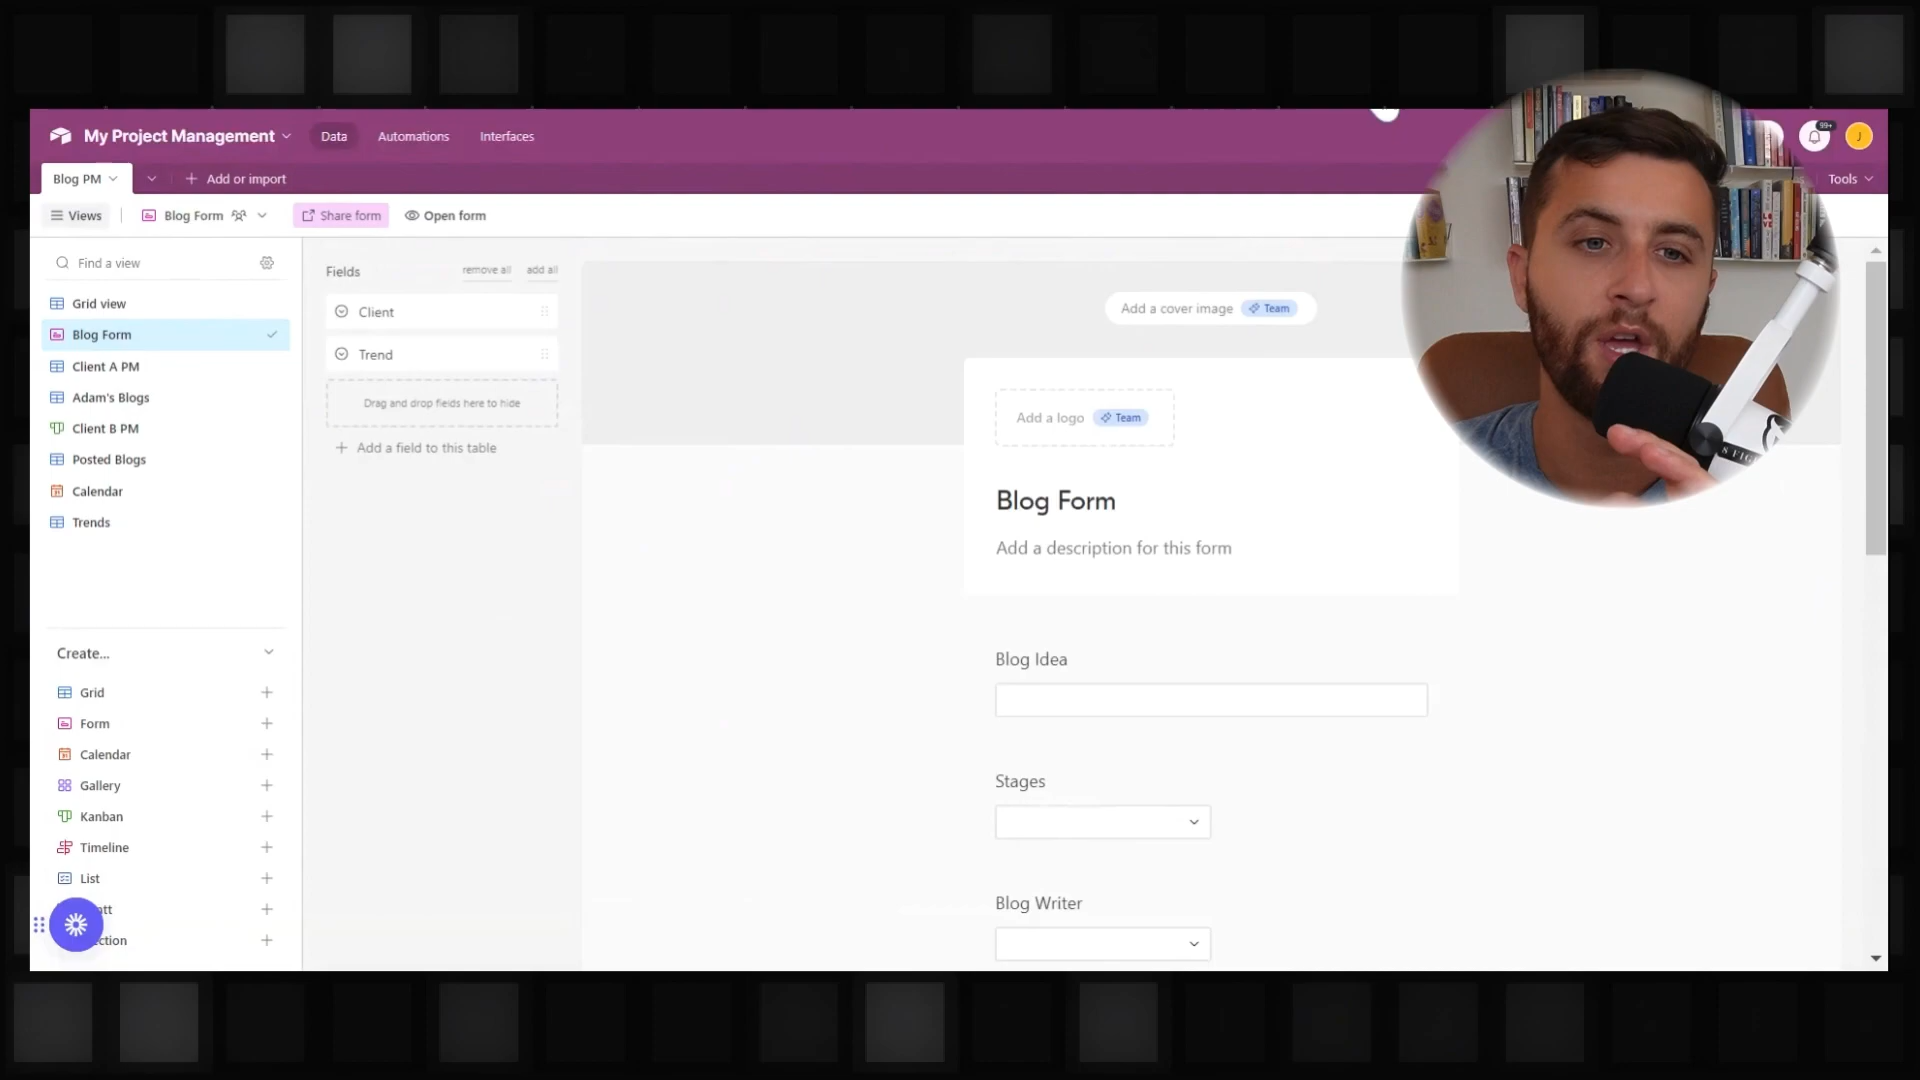 My Project Management
Data
Automations
Interfaces
99+
J
Blog PM
Add or import
Tools
Views
Blog Form
Share form
Open form
Find a view
Grid view
Blog Form
Client A PM
Adam's Blogs
Client B PM
Posted Blogs
Calendar
Trends
Create...
Grid
Form
Calendar
Gallery
Kanban
Timeline
List
Fields
remove all
add all
Client
Trend
Drag and drop fields here to hide
Add a field to this table
Add a cover image
Team
Add a logo
Team
Blog Form
Add a description for this form
Blog Idea
Stages
Blog Writer